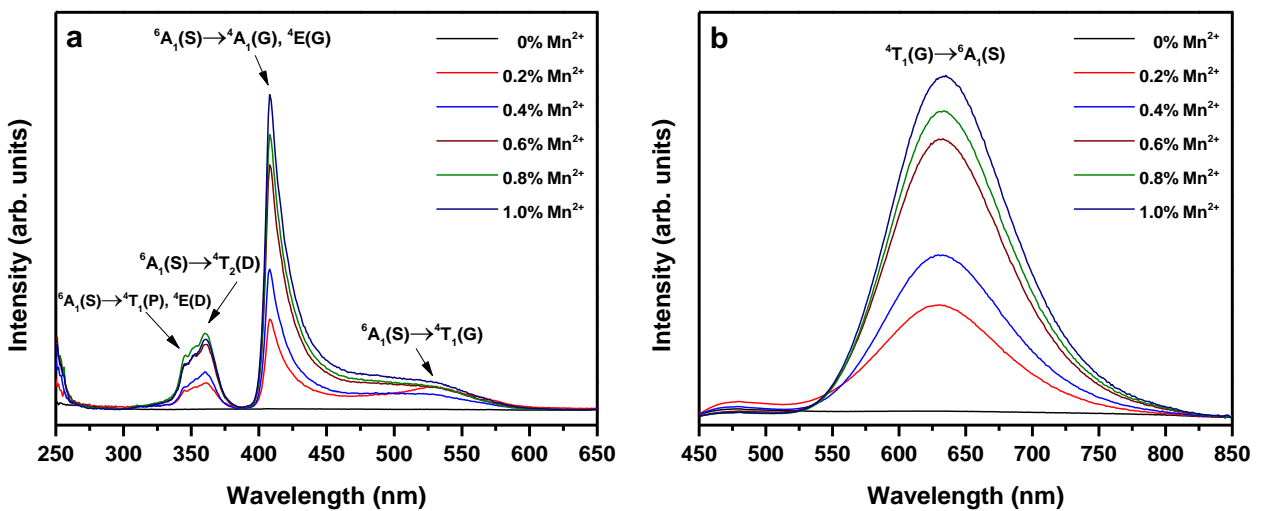 a
⁶A₁(S)→⁴A₁(G), ⁴E(G)
⁶A₁(S)→⁴T₂(D)
⁶A₁(S)→⁴T₁(P), ⁴E(D)
⁶A₁(S)→⁴T₁(G)
0% Mn²⁺
0.2% Mn²⁺
0.4% Mn²⁺
0.6% Mn²⁺
0.8% Mn²⁺
1.0% Mn²⁺
Intensity (arb. units)
250 300 350 400 450 500 550 600 650
Wavelength (nm)
b
⁴T₁(G)→⁶A₁(S)
0% Mn²⁺
0.2% Mn²⁺
0.4% Mn²⁺
0.6% Mn²⁺
0.8% Mn²⁺
1.0% Mn²⁺
Intensity (arb. units)
450 500 550 600 650 700 750 800 850
Wavelength (nm)